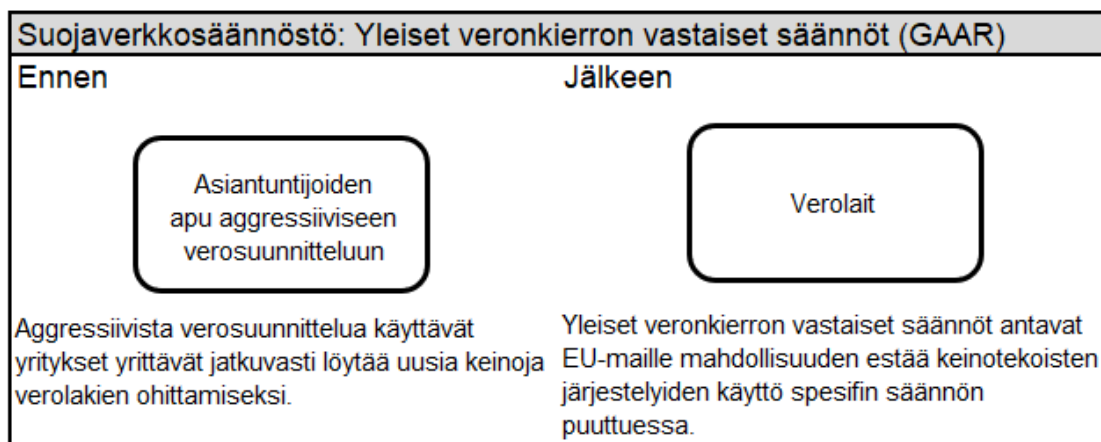 Suojaverkkosäännöstö: Yleiset veronkierron vastaiset säännöt (GAAR)
Ennen
Asiantuntijoiden
apu aggressiiviseen
verosuunnitteluun
Aggressiivista verosuunnittelua käyttävät
yritykset yrittävät jatkuvasti löytää uusia keinoja
verolakien ohittamiseksi.
Jälkeen
Verolait
Yleiset veronkierron vastaiset säännöt antavat
EU-maille mahdollisuuden estää keinotekoisten
järjestelyiden käyttö spesifin säännön
puuttuessa.